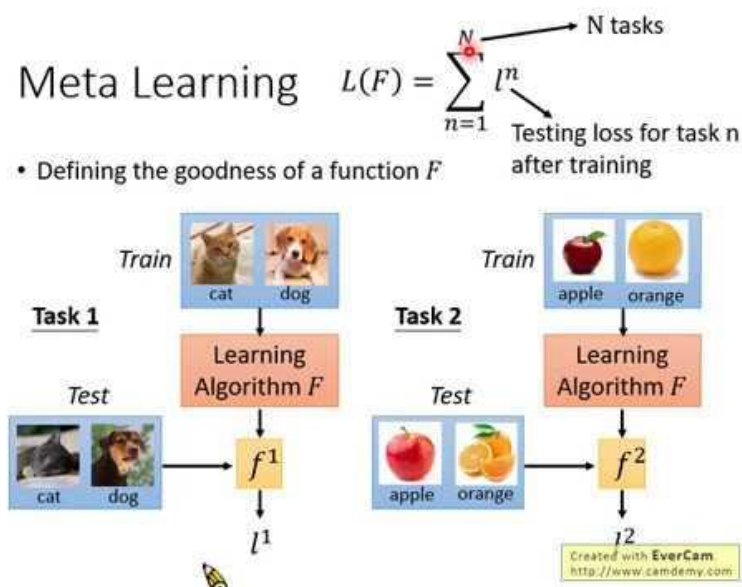 N tasks
Meta Learning
L(F) = \sum_{n=1}^{N} l^n
Testing loss for task n
after training
• Defining the goodness of a function F
Train
cat dog
Task 1
Learning
Algorithm F
Test
cat dog
f^1
l^1
Train
apple orange
Task 2
Learning
Algorithm F
Test
apple orange
f^2
l^2
Created with EverCam.
http://www.camdemy.com